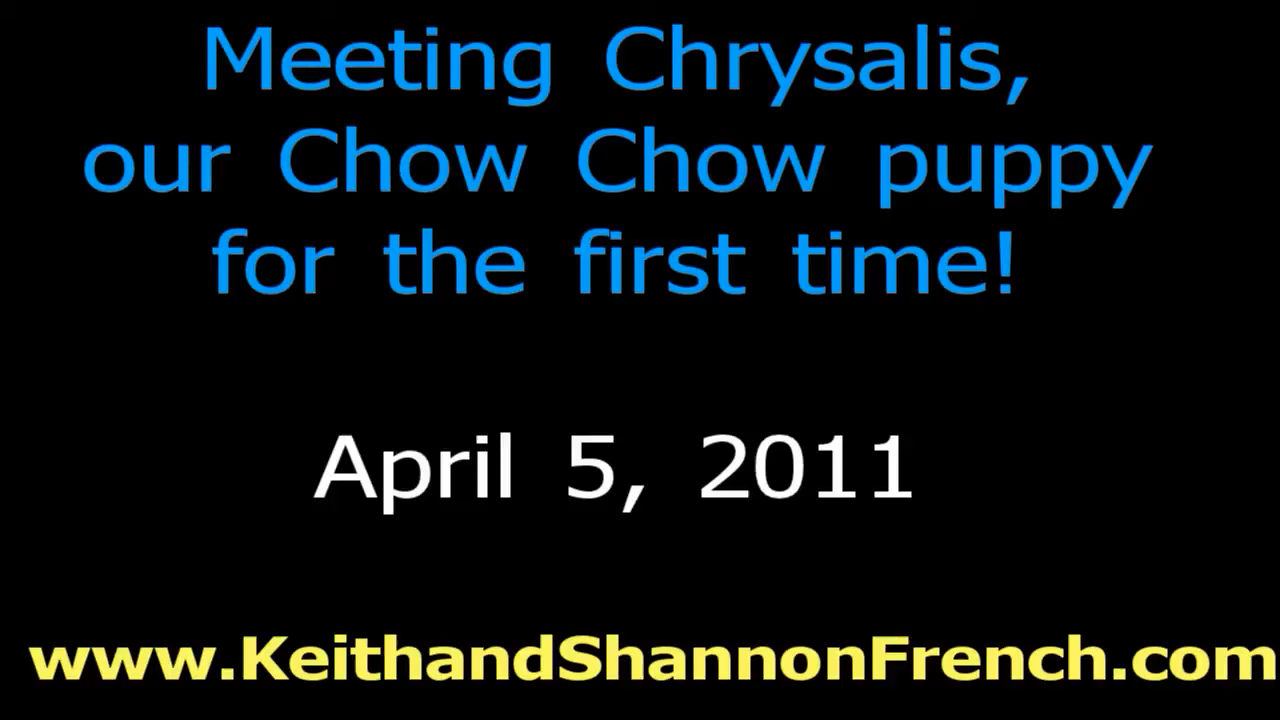 Meeting Chrysalis,
our Chow Chow puppy
for the first time!
April 5, 2011
www.KeithandShannonFrench.com